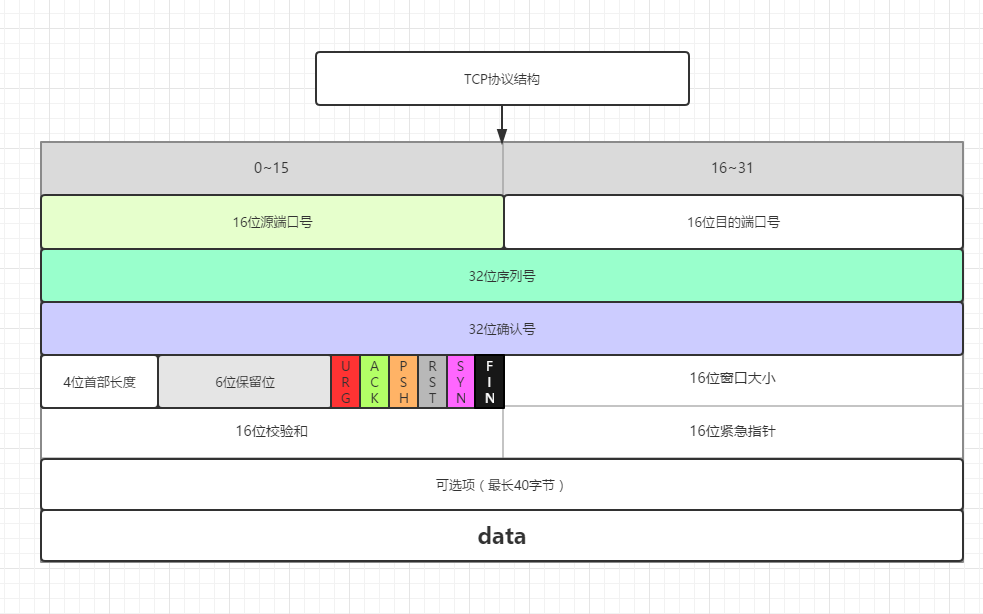 TCP协议结构
0~15
16~31
16位源端口号
16位目的端口号
32位序列号
32位确认号
4位首部长度
6位保留位
URG
ACK
PSH
RST
SYN
FIN
16位窗口大小
16位校验和
16位紧急指针
可选项（最长40字节）
data